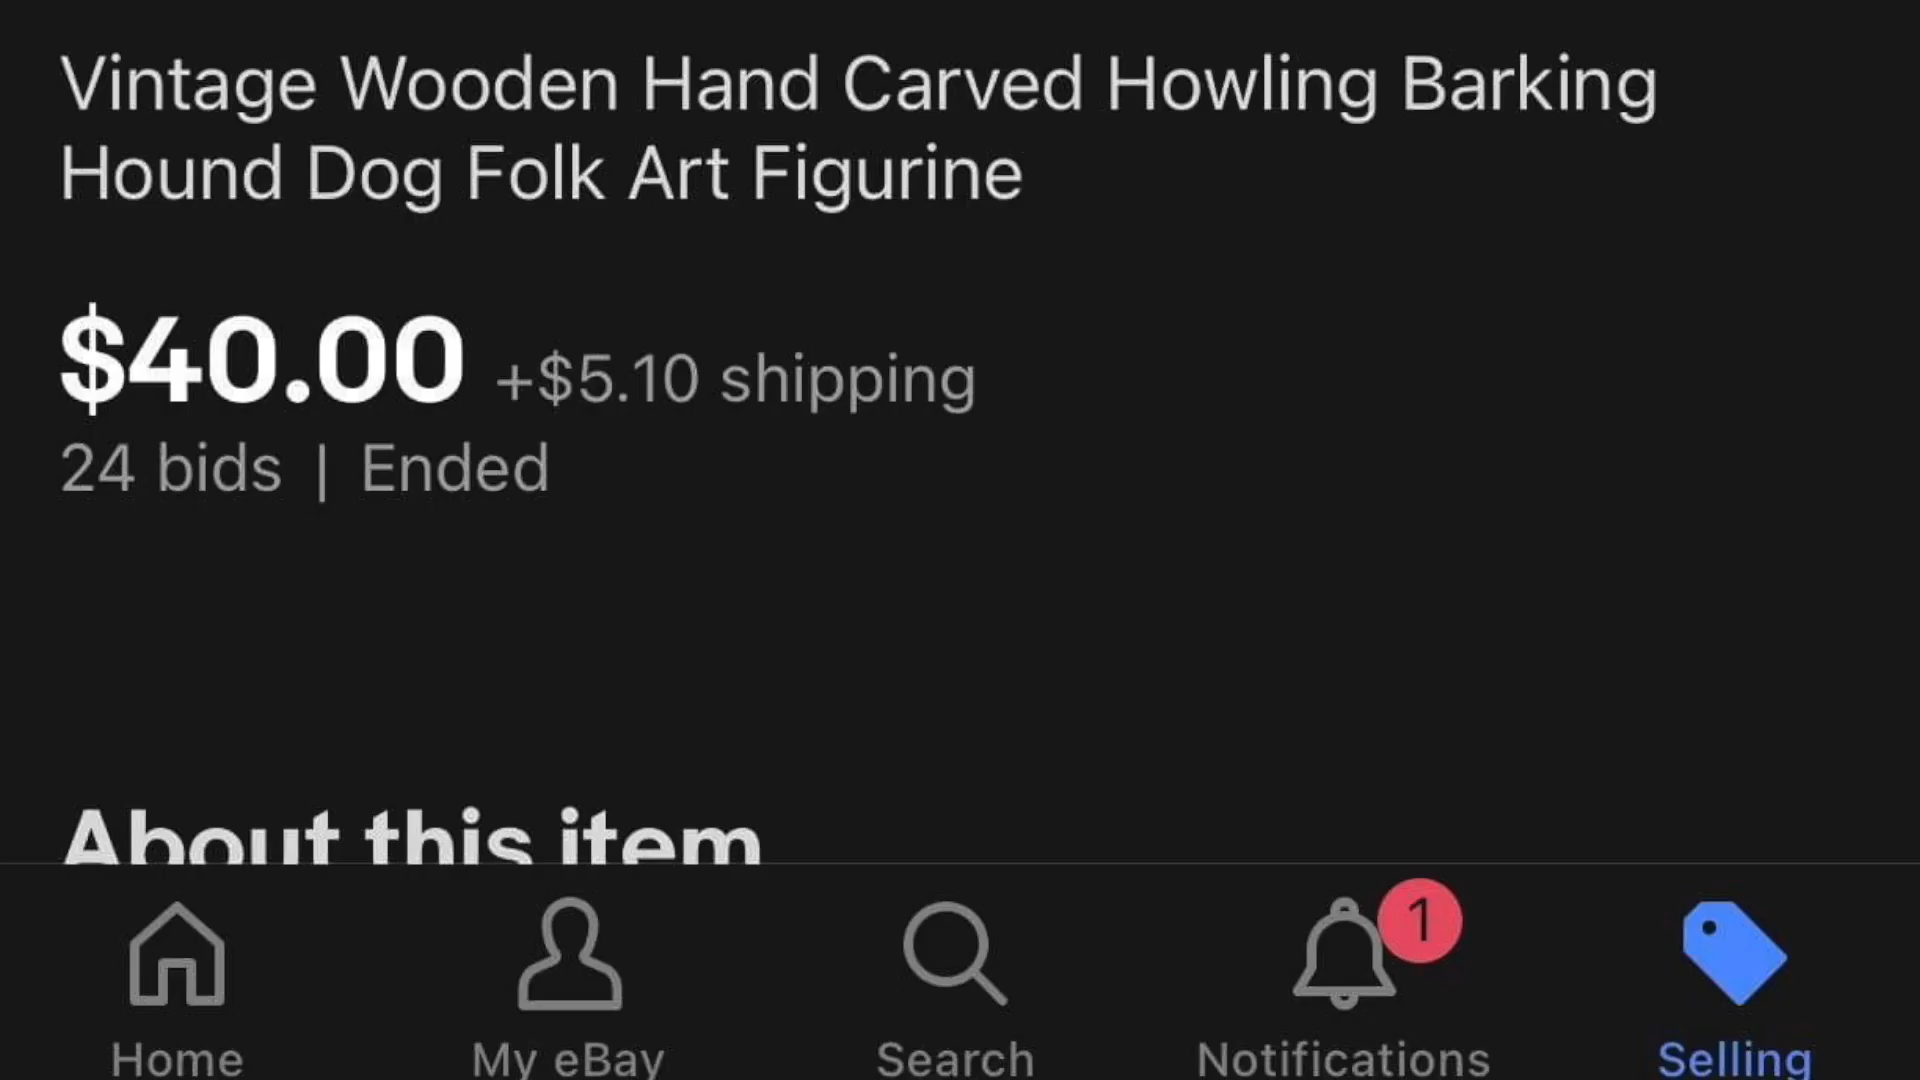 Vintage Wooden Hand Carved Howling Barking
Hound Dog Folk Art Figurine
$40.00 +$5.10 shipping
24 bids | Ended
About this item
1
Home My eBay Search Notifications Selling